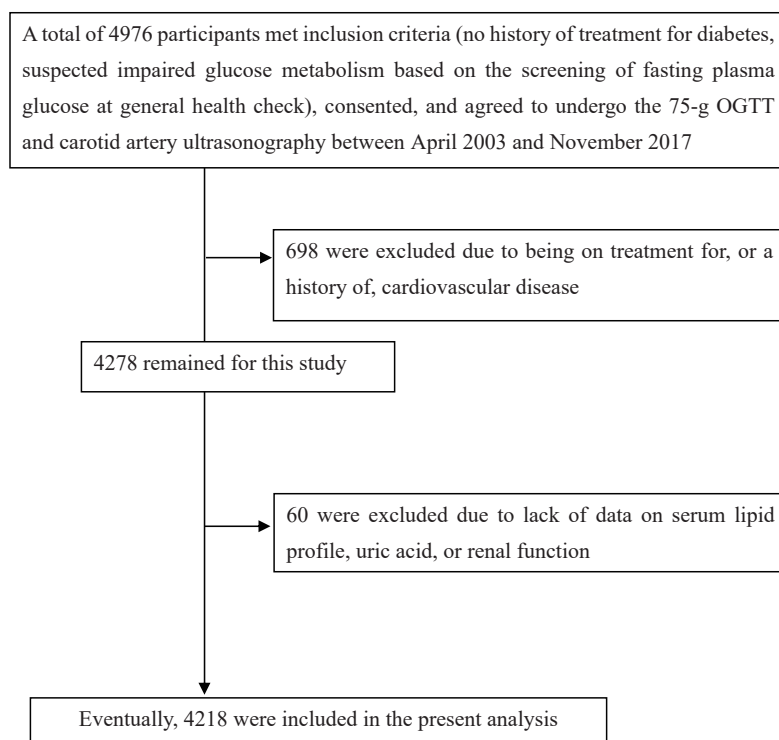 A total of 4976 participants met inclusion criteria (no history of treatment for diabetes,
suspected impaired glucose metabolism based on the screening of fasting plasma
glucose at general health check), consented, and agreed to undergo the 75-g OGTT
and carotid artery ultrasonography between April 2003 and November 2017
698 were excluded due to being on treatment for, or a
history of, cardiovascular disease
4278 remained for this study
60 were excluded due to lack of data on serum lipid
profile, uric acid, or renal function
Eventually, 4218 were included in the present analysis